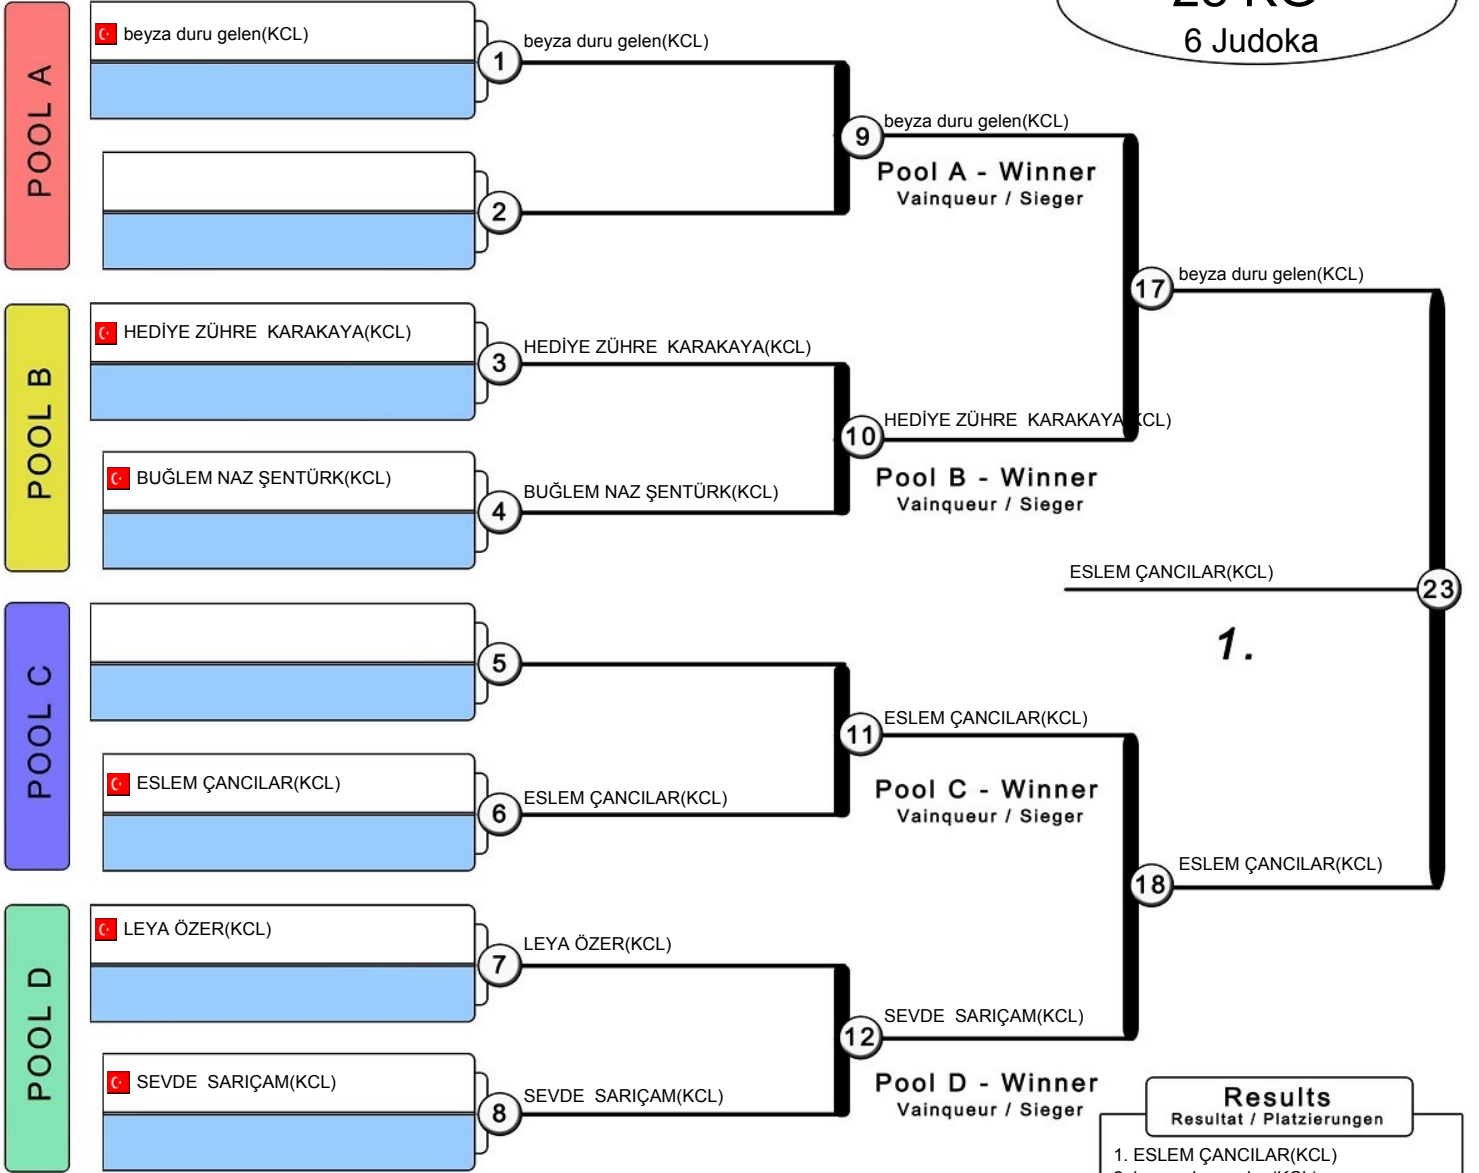 6 Judoka
POOL A
beyza duru gelen(KCL)
1
beyza duru gelen(KCL)
2
9
beyza duru gelen(KCL)
Pool A - Winner
Vainqueur / Sieger
POOL B
HEDİYE ZÜHRE KARAKAYA(KCL)
3
HEDİYE ZÜHRE KARAKAYA(KCL)
BUĞLEM NAZ ŞENTÜRK(KCL)
4
BUĞLEM NAZ ŞENTÜRK(KCL)
10
HEDİYE ZÜHRE KARAKAYA(KCL)
Pool B - Winner
Vainqueur / Sieger
17
beyza duru gelen(KCL)
POOL C
5
ESLEM ÇANCILAR(KCL)
6
ESLEM ÇANCILAR(KCL)
11
ESLEM ÇANCILAR(KCL)
Pool C - Winner
Vainqueur / Sieger
POOL D
LEYA ÖZER(KCL)
7
LEYA ÖZER(KCL)
SEVDE SARIÇAM(KCL)
8
SEVDE SARIÇAM(KCL)
12
SEVDE SARIÇAM(KCL)
Pool D - Winner
Vainqueur / Sieger
18
ESLEM ÇANCILAR(KCL)
ESLEM ÇANCILAR(KCL)
23
1.
Results
Resultat / Platzierungen
1. ESLEM ÇANCILAR(KCL)